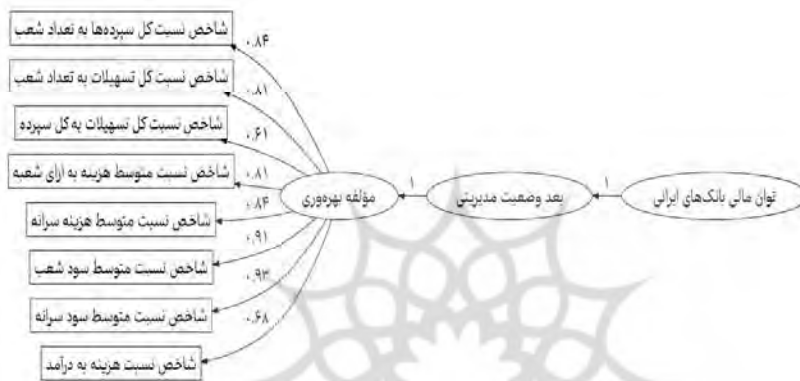 توان مالی بانک‌های ایرانی
۱
بعد وضعیت مدیریتی
۱
مؤلفه بهره‌وری
۰.۸۴
شاخص نسبت کل سپرده‌ها به تعداد شعب
۰.۸۱
شاخص نسبت کل تسهیلات به تعداد شعب
۰.۶۱
شاخص نسبت کل تسهیلات به کل سپرده
۰.۸۱
شاخص نسبت متوسط هزینه به ازای شعبه
۰.۸۴
شاخص نسبت متوسط هزینه سرانه
۰.۹۱
شاخص نسبت متوسط سود شعب
۰.۹۳
شاخص نسبت متوسط سود سرانه
۰.۶۸
شاخص نسبت هزینه به درآمد